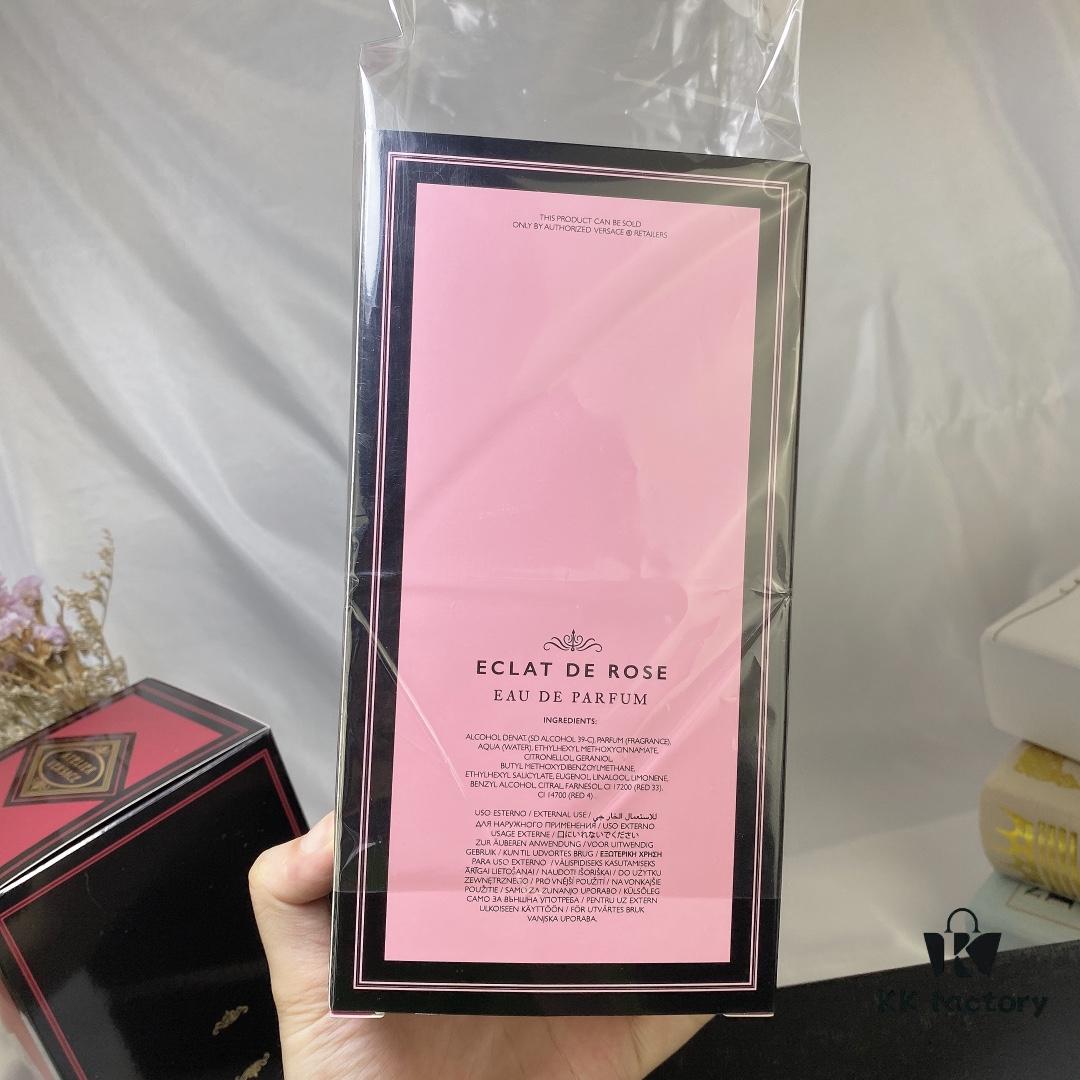 THIS PRODUCT CAN BE SOLD
ONLY BY AUTHORIZED VERSACE ® RETAILERS
ECLAT DE ROSE
EAU DE PARFUM
INGREDIENTS:
ALCOHOL DENAT. (SD ALCOHOL 39-C), PARFUM (FRAGRANCE),
AQUA (WATER), ETHYLHEXYL METHOXYCINNAMATE,
CITRONELLOL, GERANIOL,
BUTYL METHOXYDIBENZOYLMETHANE,
ETHYLHEXYL SALICYLATE, EUGENOL, LINALOOL, LIMONENE,
BENZYL ALCOHOL, CITRAL, FARNESOL, CI 17200 (RED 33),
CI 14700 (RED 4).
USO ESTERNO / EXTERNAL USE / للاستعمال الخارجي
ДЛЯ НАРУЖНОГО ПРИМЕНЕНИЯ / USO EXTERNO
USAGE EXTERNE / 口にいれないでください
ZUR ÄUBEREN ANWENDUNG / VOOR UITWENDIG
GEBRUIK / KUN TIL UDVORTES BRUG / ΕΞΩΤΕΡΙΚΗ ΧΡΗΣΗ
PARA USO EXTERNO / VÄLISPIDISEKS KASUTAMISEKS
ĀRĪGAI LIETOŠANAI / NAUDOTI IŠORIŠKAI / DO UŻYTKU
ZEWNĘTRZNEGO / PRO VNĚJŠÍ POUŽITÍ / NA VONKAJŠIE
POUŽITIE / SAMO ZA ZUNANJO UPORABO / KÜLSŐLEG
САМО ЗА ВЪНШНА УПОТРЕБА / PENTRU UZ EXTERN
ULKOISEEN KÄYTTÖÖN / FÖR UTVÄRTES BRUK
VANJSKA UPORABA.
KK factory